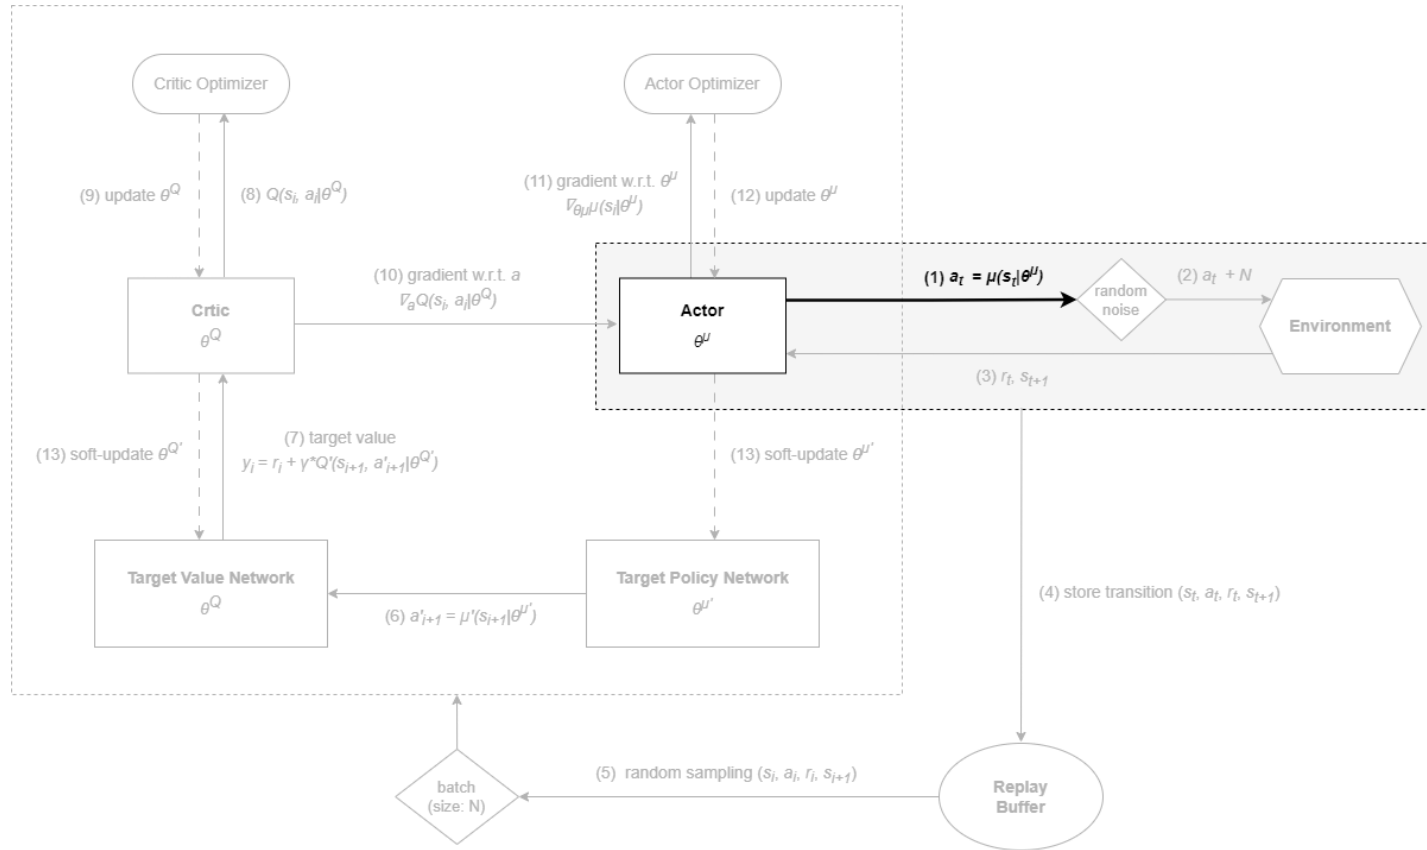 Critic Optimizer
Actor Optimizer
(9) update θ^Q
(8) Q(s_i, a_i|θ^Q)
(11) gradient w.r.t. θ^μ
∇_θμ μ(s_i|θ^μ)
(12) update θ^μ
(10) gradient w.r.t. a
∇_a Q(s_i, a_i|θ^Q)
(1) a_t = μ(s_t|θ^μ)
(2) a_t + N
random
noise
Crtic
θ^Q
Actor
θ^μ
Environment
(3) r_t, s_t+1
(13) soft-update θ^Q'
(7) target value
y_i = r_i + γ*Q'(s_i+1, a'_i+1|θ^Q')
(13) soft-update θ^μ'
Target Value Network
θ^Q
Target Policy Network
θ^μ'
(6) a'_i+1 = μ'(s_i+1|θ^μ')
(4) store transition (s_t, a_t, r_t, s_t+1)
(5) random sampling (s_i, a_i, r_i, s_i+1)
batch
(size: N)
Replay
Buffer